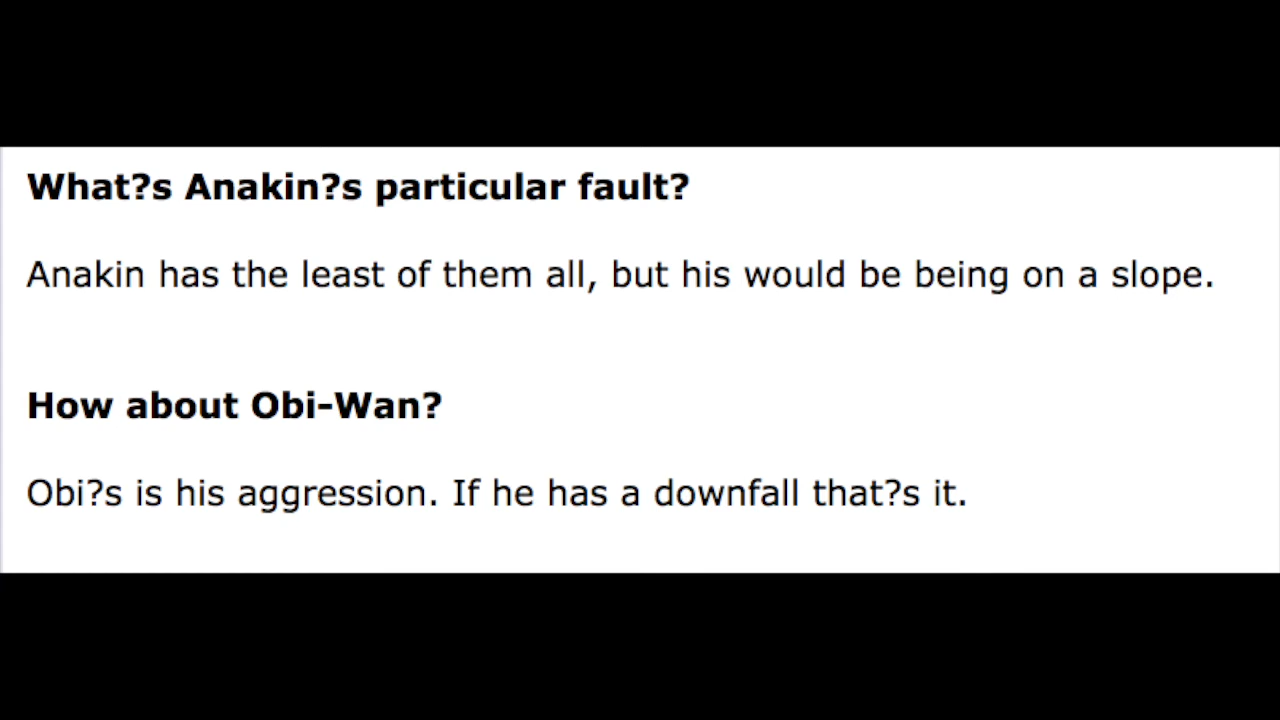 What?s Anakin?s particular fault?
Anakin has the least of them all, but his would be being on a slope.
How about Obi-Wan?
Obi?s is his aggression. If he has a downfall that?s it.